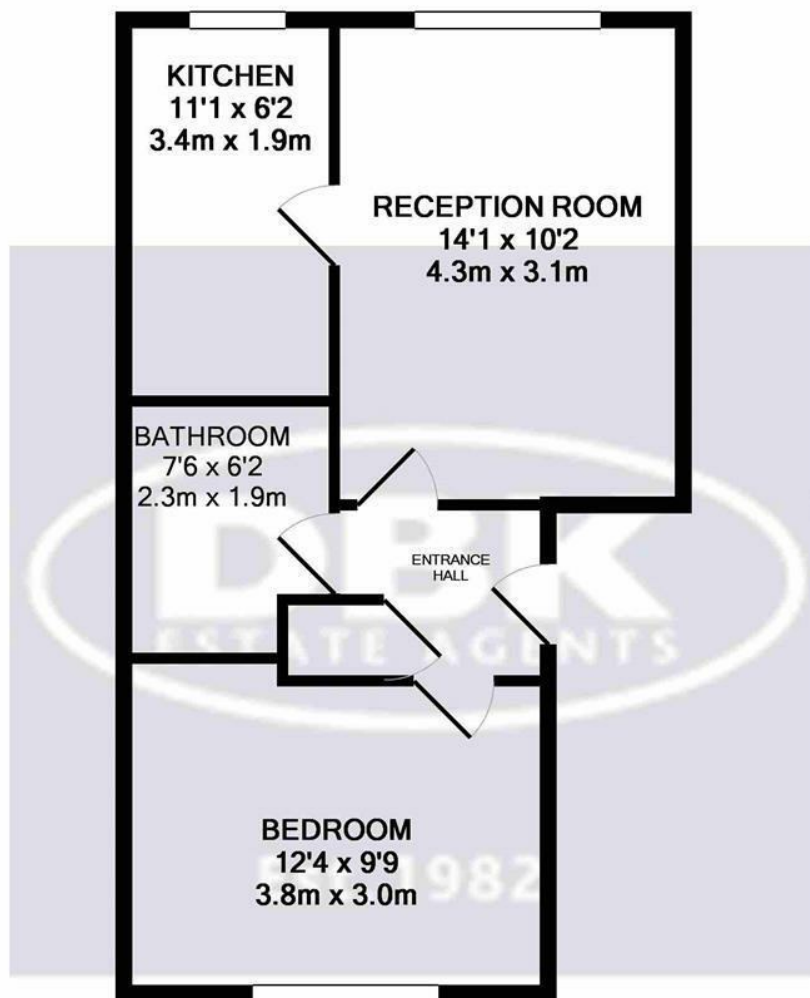 KITCHEN
11'1 x 6'2
3.4m x 1.9m
RECEPTION ROOM
14'1 x 10'2
4.3m x 3.1m
BATHROOM
7'6 x 6'2
2.3m x 1.9m
ENTRANCE
HALL
DBK
ESTATE AGENTS
BEDROOM
12'4 x 9'9
3.8m x 3.0m
1982